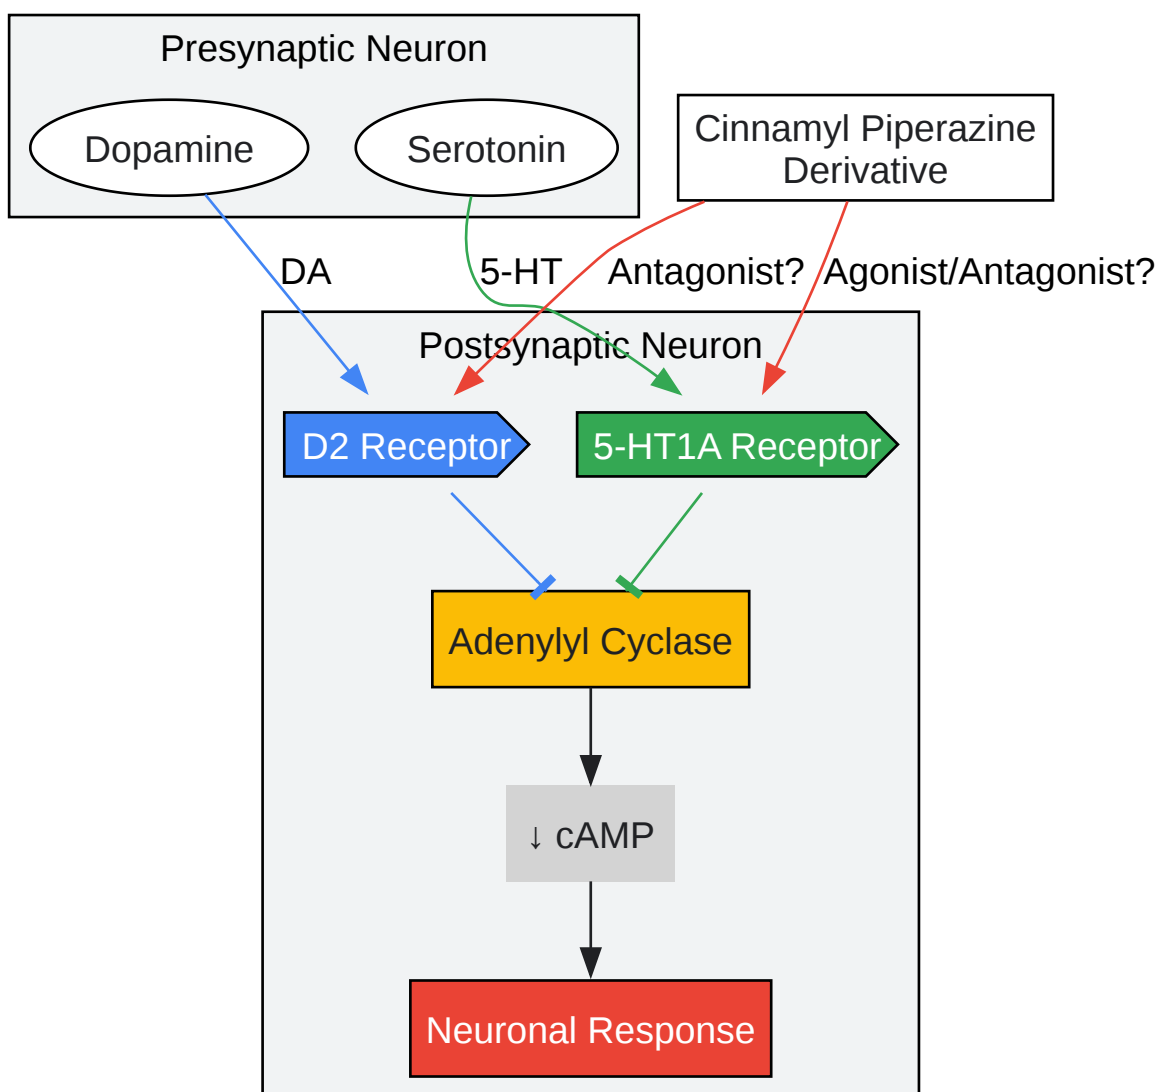 Presynaptic Neuron
Dopamine
Serotonin
Cinnamyl Piperazine
Derivative
DA
5-HT
Antagonist?
Agonist/Antagonist?
Postsynaptic Neuron
D2 Receptor
5-HT1A Receptor
Adenylyl Cyclase
↓ cAMP
Neuronal Response